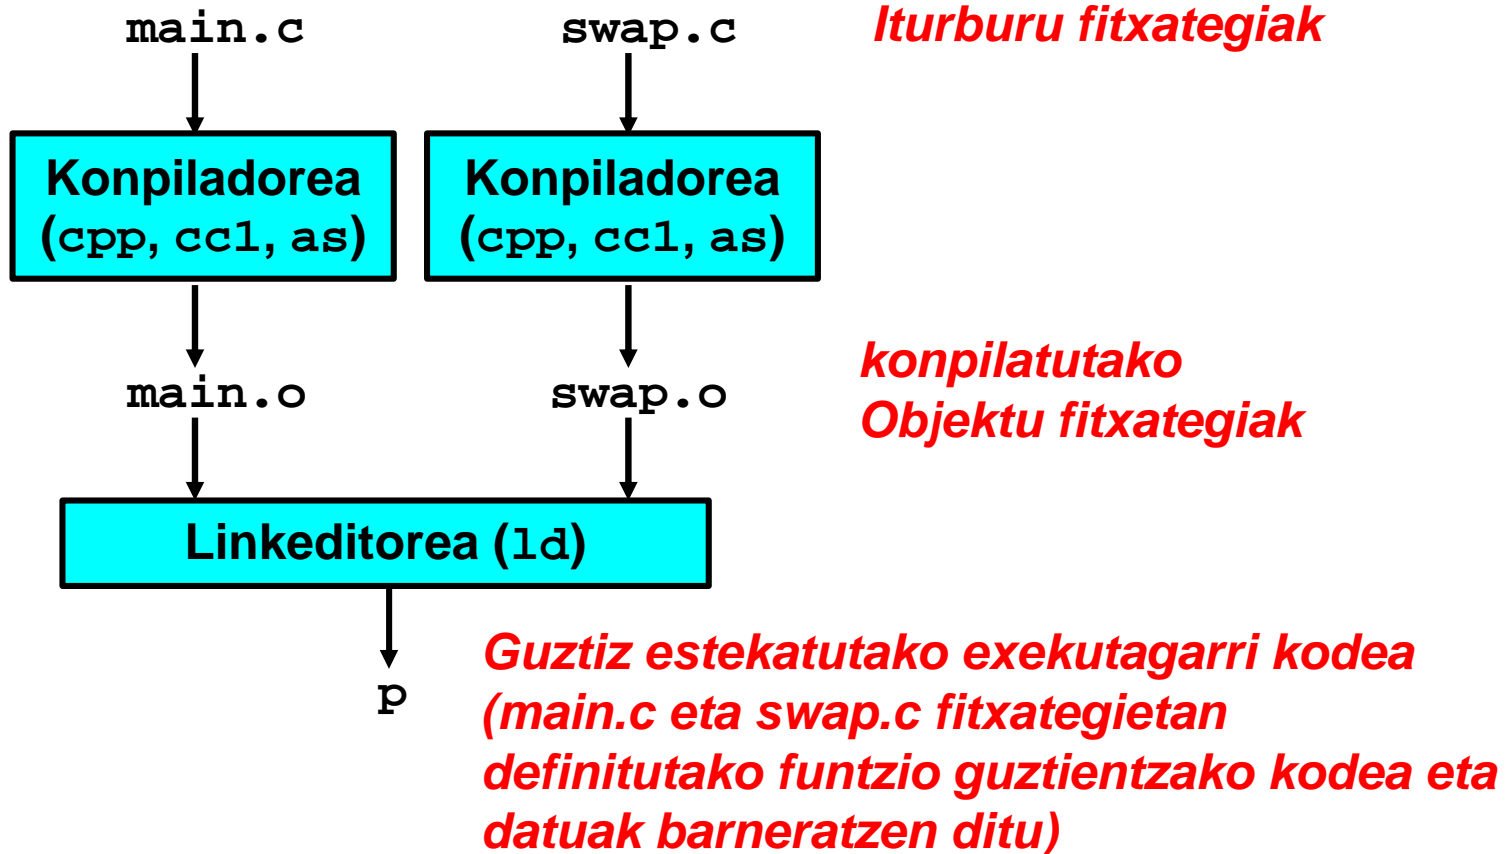 main.c
swap.c
Iturburu fitxategiak
Konpiladorea
(cpp, cc1, as)
Konpiladorea
(cpp, cc1, as)
main.o
swap.o
konpilatutako
Objektu fitxategiak
Linkeditorea (ld)
p
Guztiz estekatutako exekutagarri kodea
(main.c eta swap.c fitxategietan
definitutako funtzio guztientzako kodea eta
datuak barneratzen ditu)